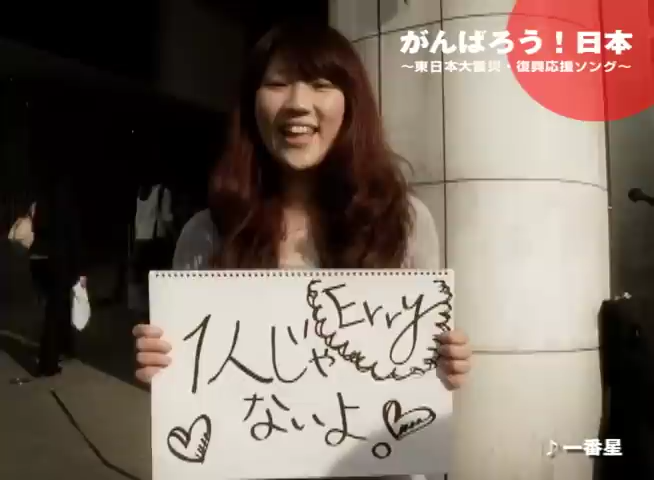 がんばろう！日本
～東日本大震災・復興応援ソング～
Erry
1人じゃ
ないよ。
♪一番星